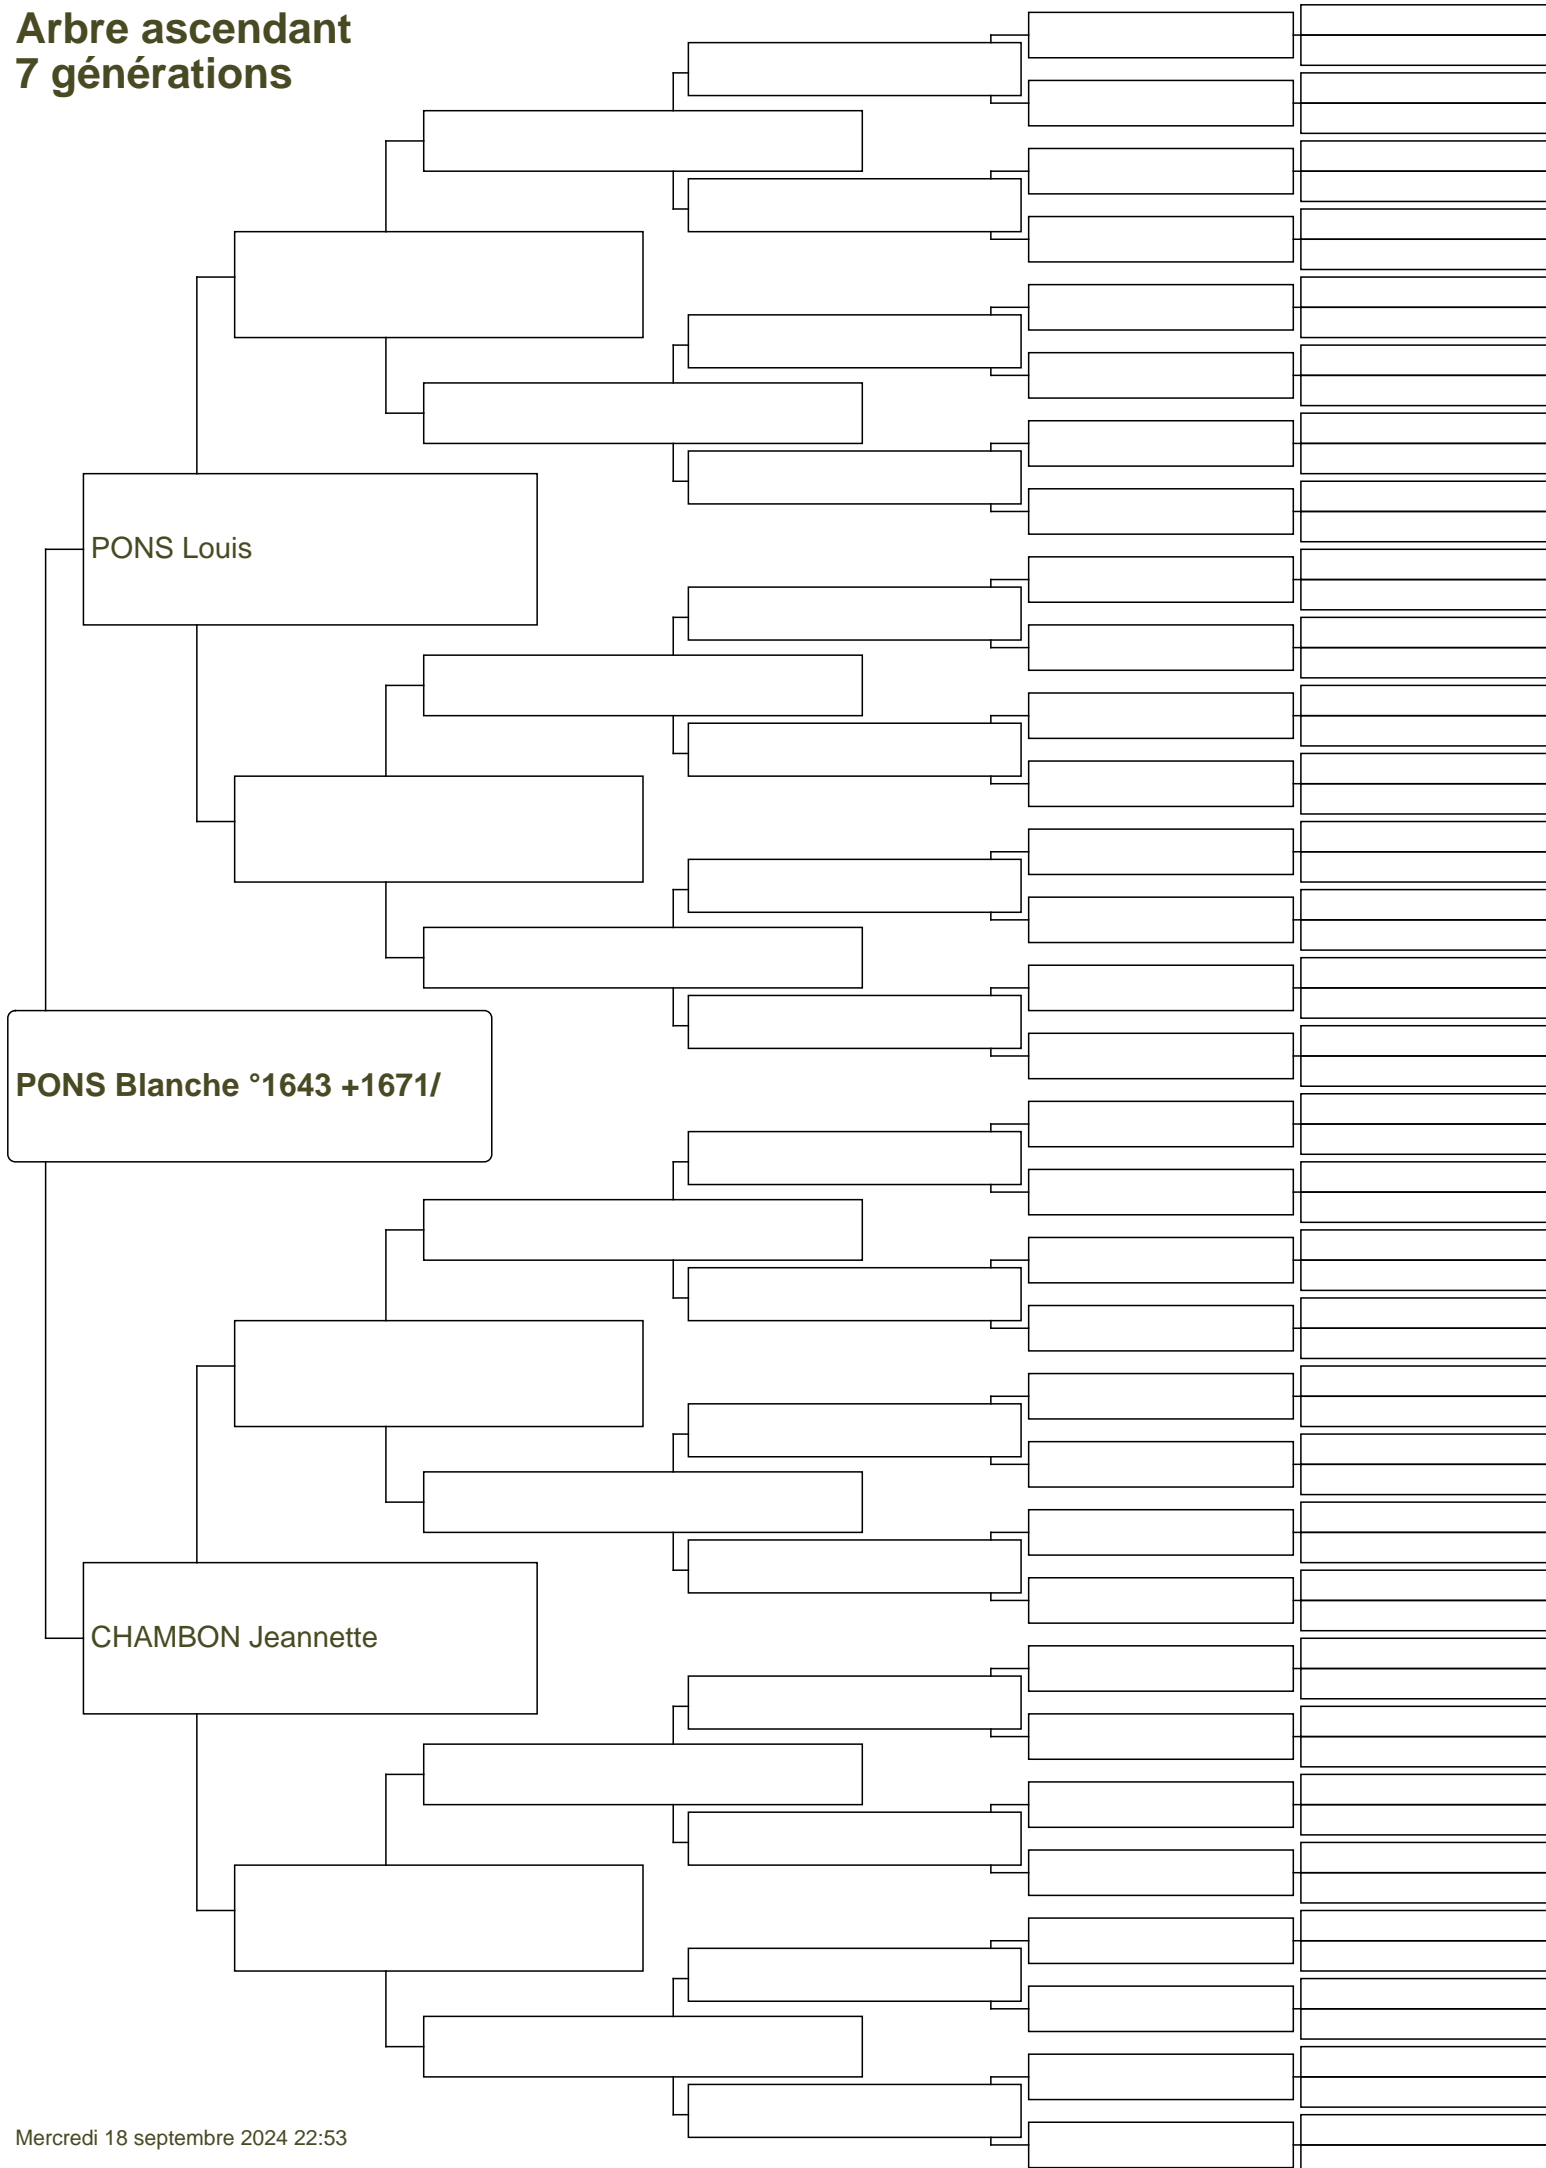 Arbre ascendant
7 générations
PONS Louis
PONS Blanche °1643 +1671/
CHAMBON Jeannette
Mercredi 18 septembre 2024 22:53